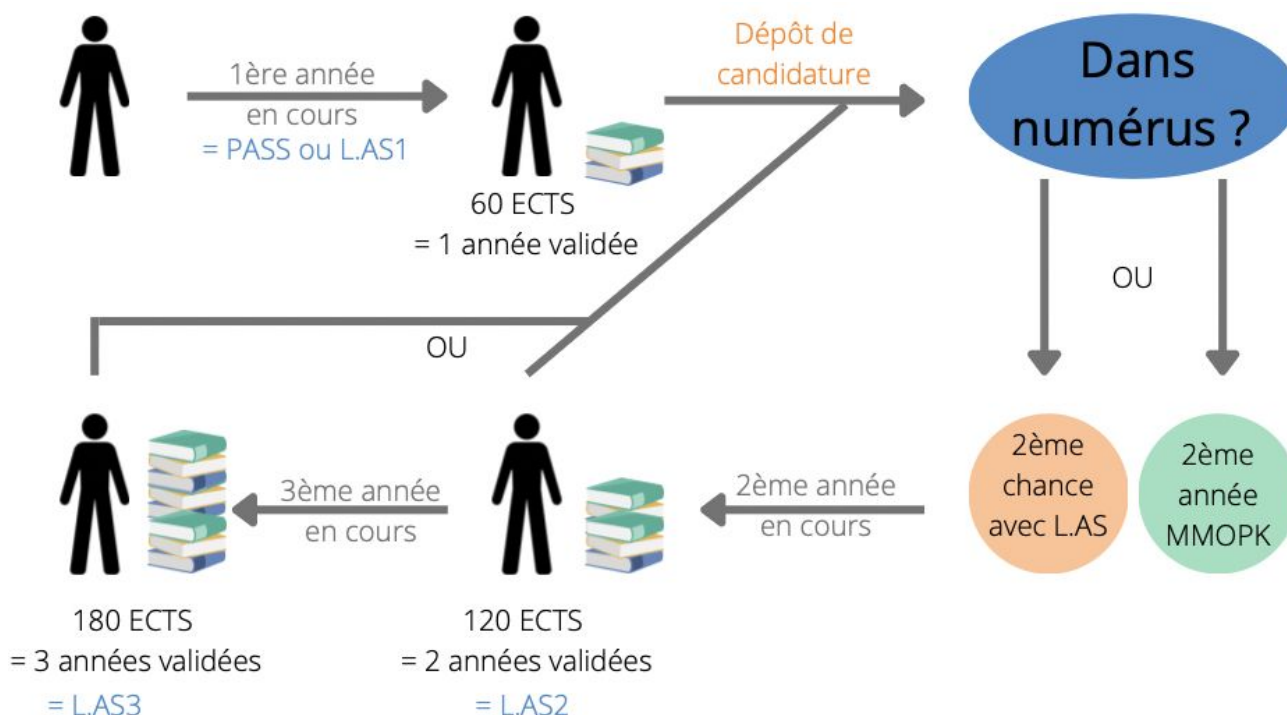 1ère année
en cours
= PASS ou L.AS1
60 ECTS
= 1 année validée
Dépôt de
candidature
Dans
numérus ?
OU
2ème
chance
avec L.AS
2ème
année
MMOPK
2ème année
en cours
OU
120 ECTS
= 2 années validées
= L.AS2
3ème année
en cours
180 ECTS
= 3 années validées
= L.AS3